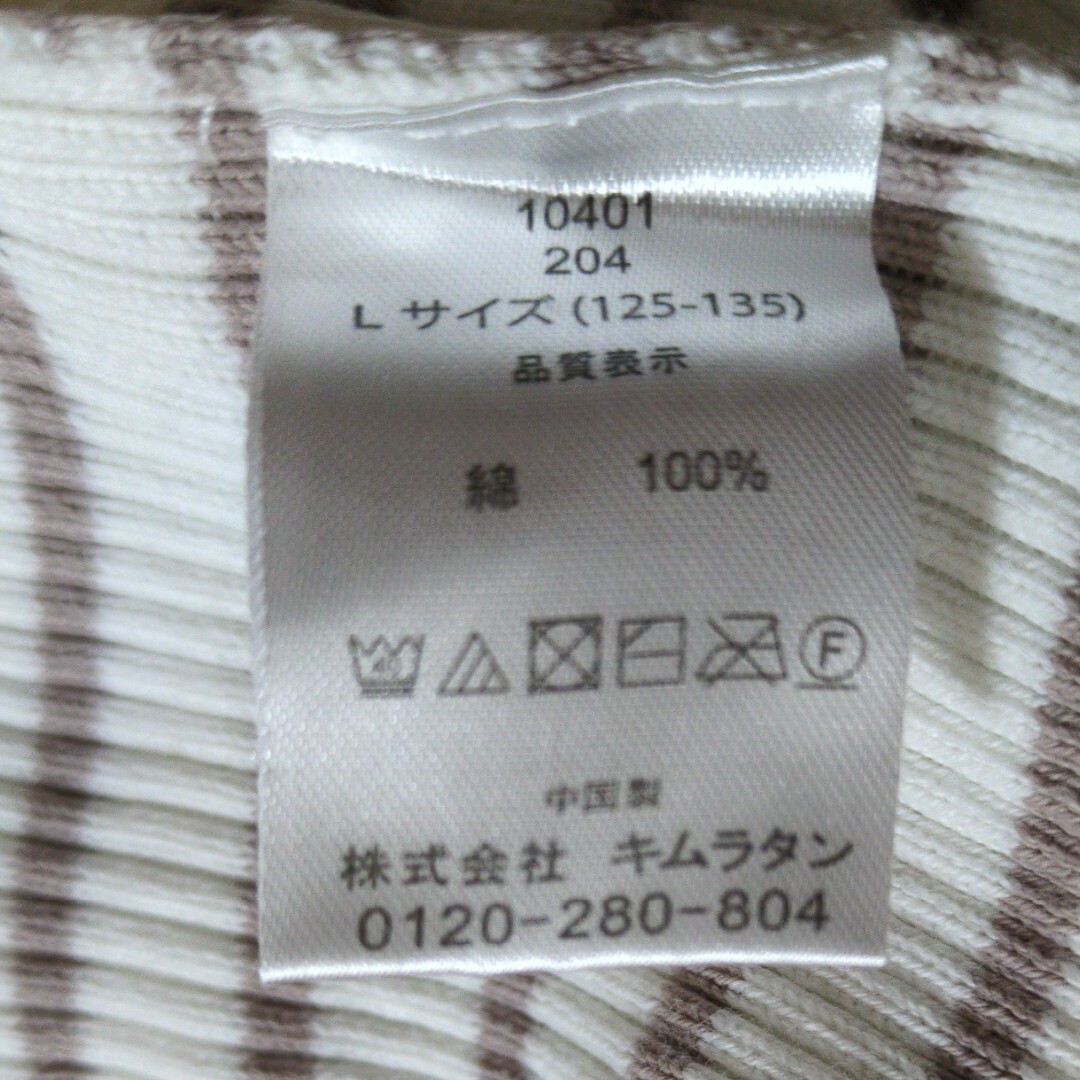 10401
204
L サイズ (125-135)
品質表示
綿 100%
40 F
中国製
株式会社 キムラタン
0120-280-804